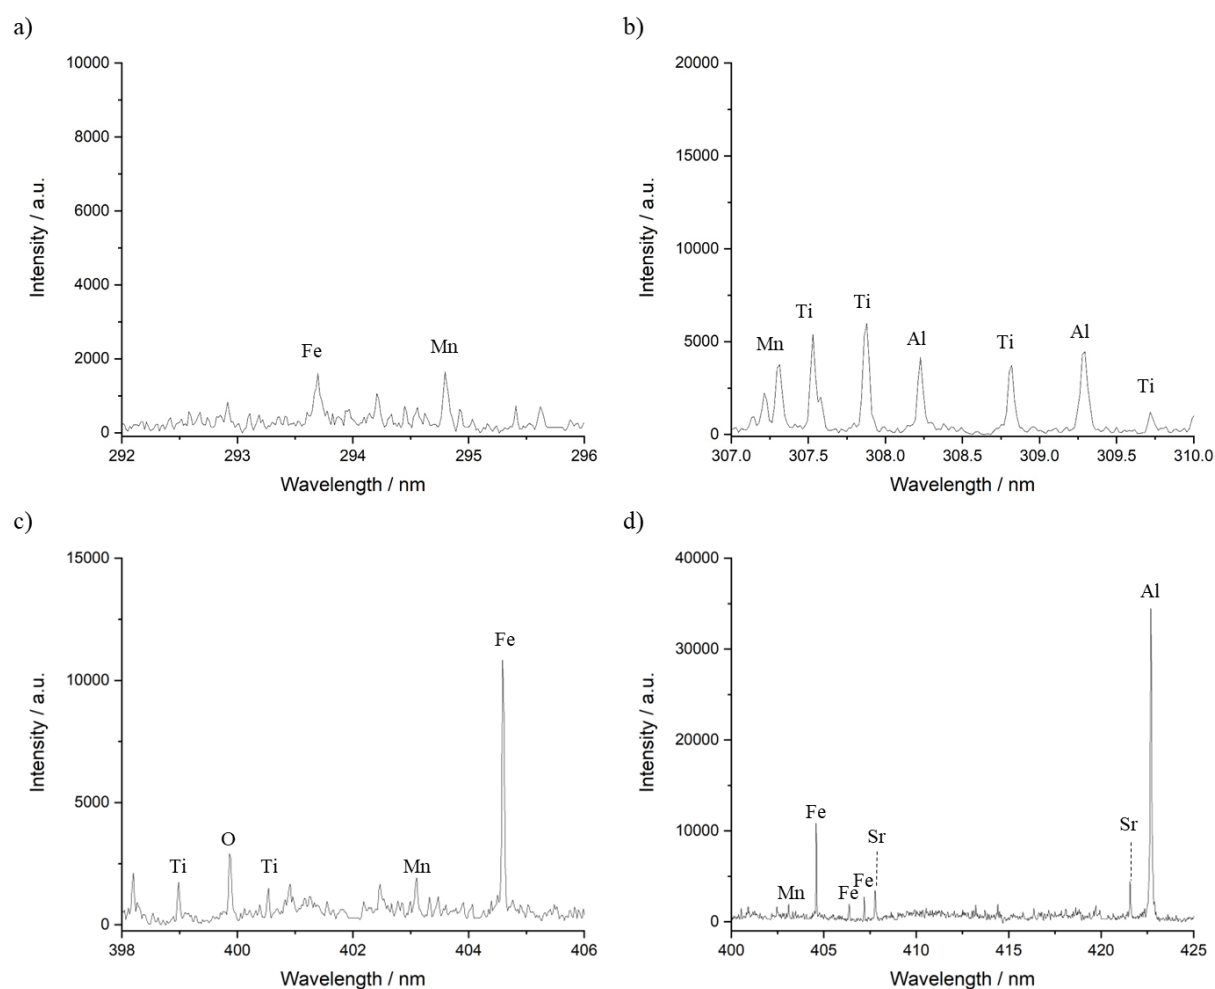 a)
10000
8000
6000
4000
2000
0
Intensity / a.u.
Fe
Mn
292 293 294 295 296
Wavelength / nm
b)
20000
15000
10000
5000
0
Intensity / a.u.
Mn
Ti
Ti
Al
Ti
Al
Ti
307.0 307.5 308.0 308.5 309.0 309.5 310.0
Wavelength / nm
c)
15000
10000
5000
0
Intensity / a.u.
Ti
O
Ti
Mn
Fe
398 400 402 404 406
Wavelength / nm
d)
40000
30000
20000
10000
0
Intensity / a.u.
Mn
Fe
Fe
Fe
Sr
Sr
Al
400 405 410 415 420 425
Wavelength / nm